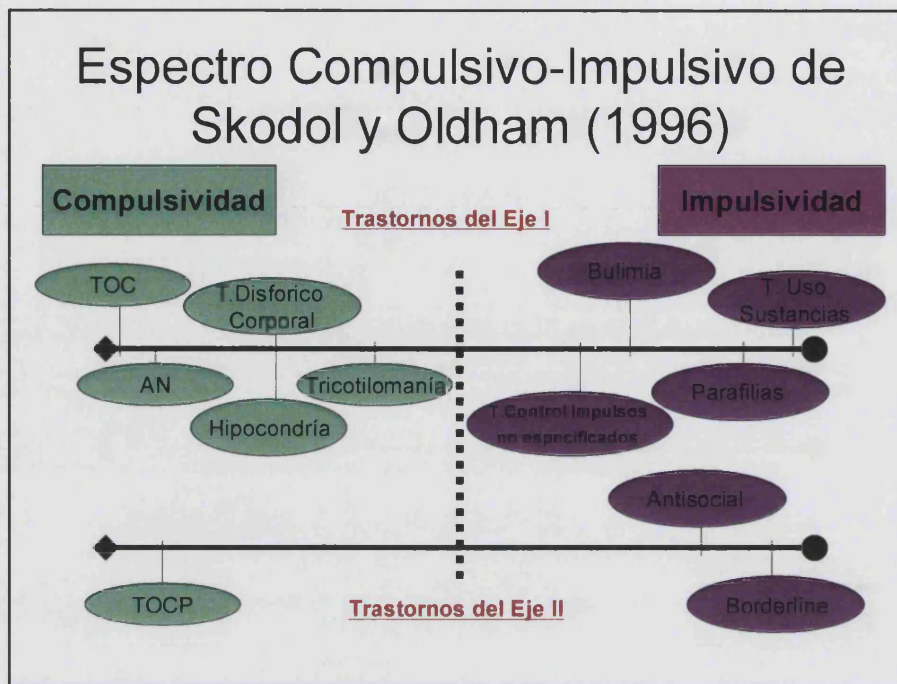 Espectro Compulsivo-Impulsivo de
Skodol y Oldham (1996)
Compulsividad
Impulsividad
Trastornos del Eje I
TOC
T.Disforico
Corporal
Bulimia
T. Uso
Sustancias
AN
Tricotilomanía
Hipocondría
T.Control Impulsos
no especificados
Parafilias
Antisocial
TOCP
Trastornos del Eje II
Borderline